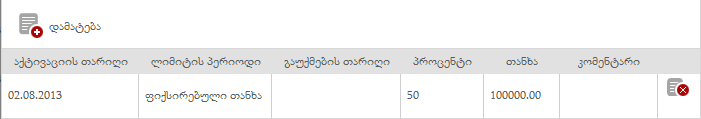 დამატება
აქტივაციის თარიღი ლიმიტის პერიოდი გაუქმების თარიღი პროცენტი თანხა კომენტარი
02.08.2013 ფიქსირებული თანხა 50 100000.00